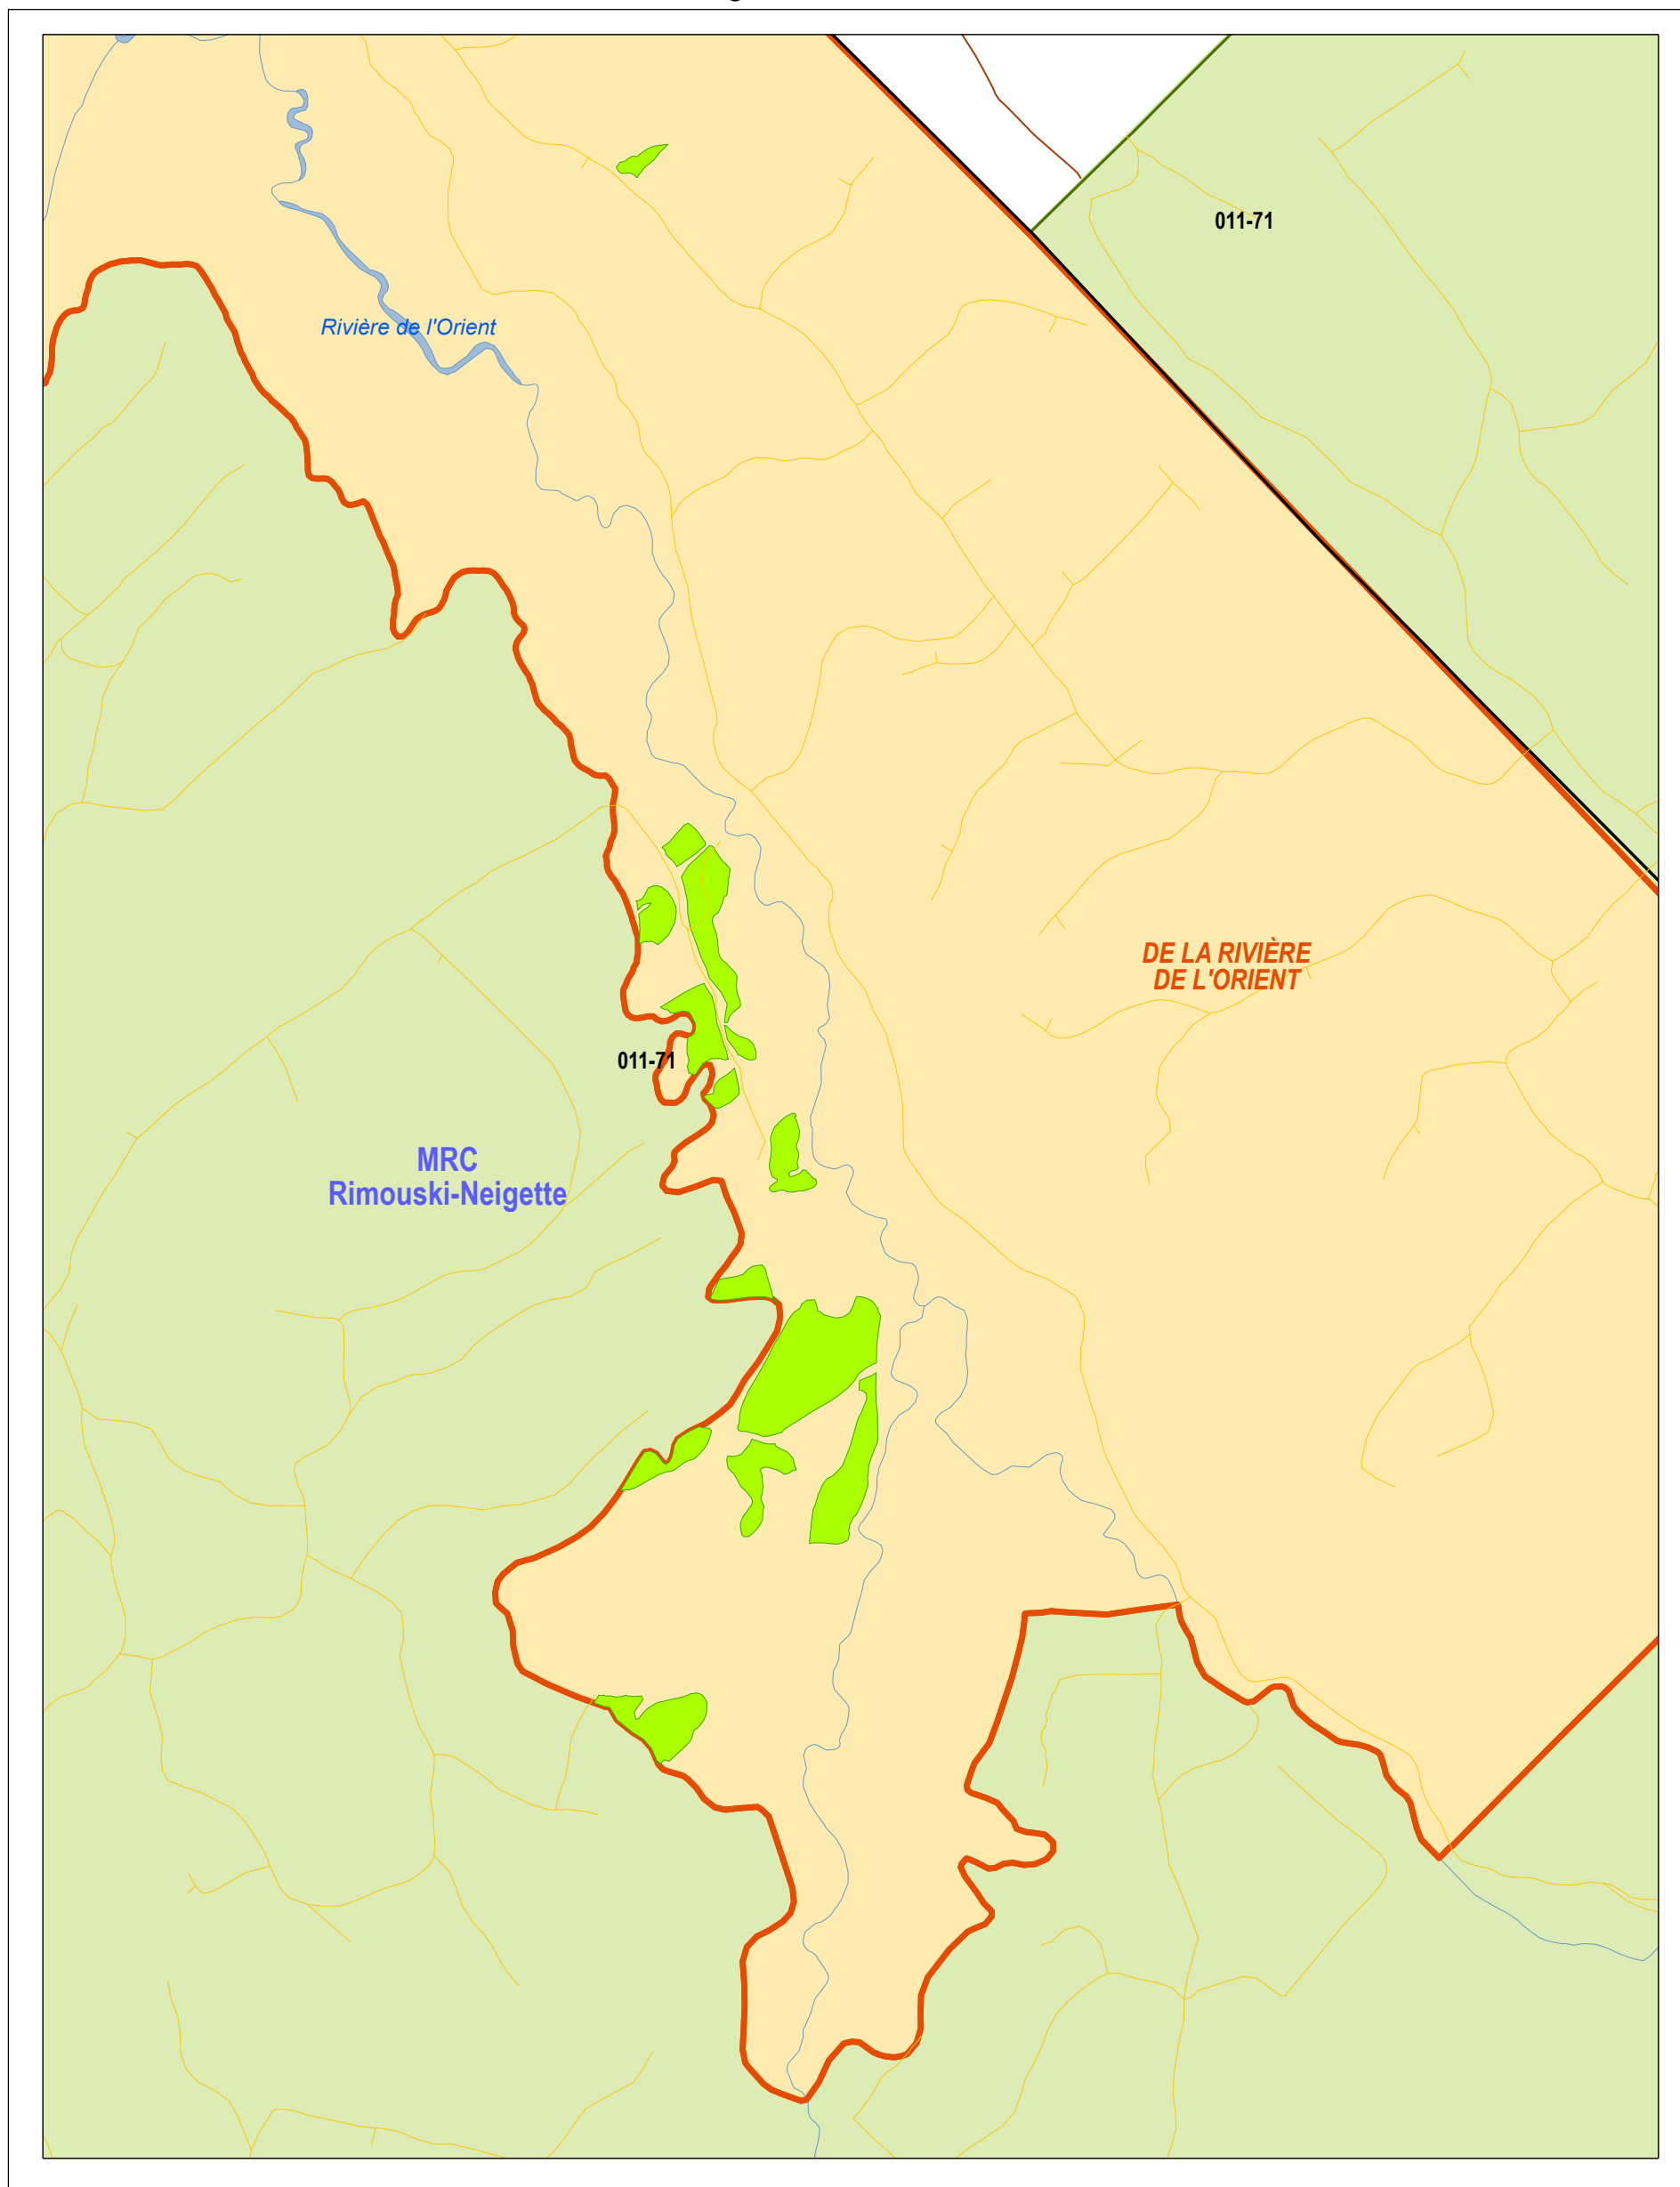 011-71
Rivière de l'Orient
DE LA RIVIÈRE
DE L'ORIENT
011-71
MRC
Rimouski-Neigette